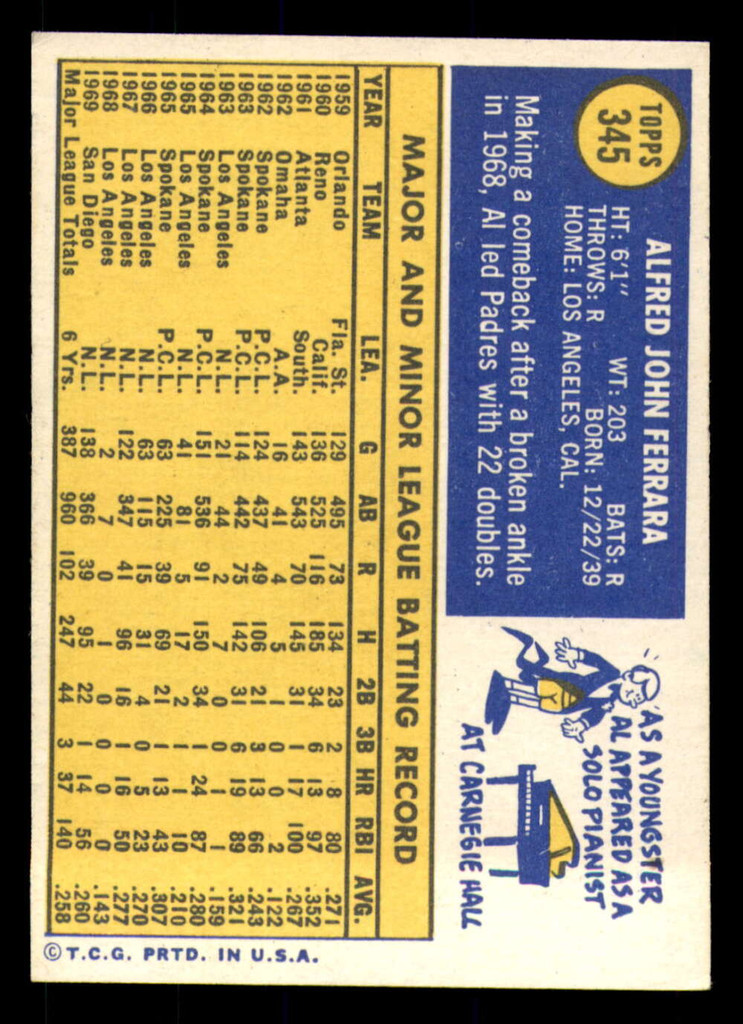 TOPPS
345
ALFRED JOHN FERRARA
HT: 6'1" WT: 203 BATS: R
THROWS: R BORN: 12/22/39
HOME: LOS ANGELES, CAL.
Making a comeback after a broken ankle
in 1968, Al led Padres with 22 doubles.
AS A YOUNGSTER
AL APPEARED AS A
SOLO PIANIST
AT CARNEGIE HALL
MAJOR AND MINOR LEAGUE BATTING RECORD
YEAR TEAM LEA. G AB R H 2B 3B HR RBI AVG.
1959 Orlando Fla. St. 129 495 73 134 23 2 8 80 .271
1960 Reno Calif. 136 525 116 185 34 6 13 97 .352
1961 Atlanta South. 143 543 70 145 31 1 17 100 .267
1962 Omaha A.A. 16 41 4 5 1 0 0 2 .122
1962 Spokane P.C.L. 124 437 49 106 21 3 13 66 .243
1963 Spokane P.C.L. 114 442 75 142 31 6 19 89 .321
1963 Los Angeles N.L. 21 44 2 7 0 0 1 1 .159
1964 Spokane P.C.L. 151 536 91 150 34 1 24 87 .280
1965 Los Angeles N.L. 41 81 5 17 2 1 1 10 .210
1965 Spokane P.C.L. 63 225 39 69 21 1 13 43 .307
1966 Los Angeles N.L. 63 115 15 31 4 0 5 23 .270
1967 Los Angeles N.L. 122 347 41 96 16 1 16 50 .277
1968 Los Angeles N.L. 2 7 0 1 0 0 0 0 .143
1969 San Diego N.L. 138 366 39 95 22 1 14 56 .260
Major League Totals 6 Yrs. 387 960 102 247 44 3 37 140 .258
© T.C.G. PRTD. IN U.S.A.